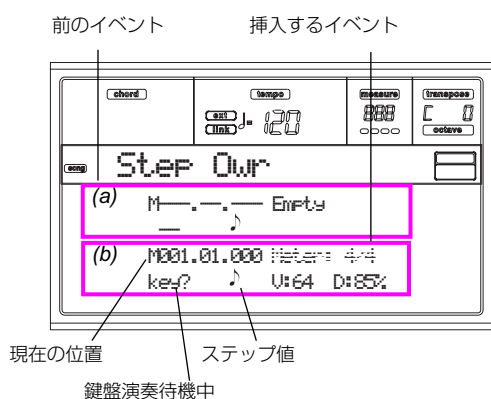 前のイベント 挿入するイベント
chord tempo measure transpose
ext ♩= 120 888 C 0
link octave
song Step Owr
(a) M---.--.--- Empty
-- ♪
(b) M001.01.000 Meter: 4/4
key? ♪ V:64 D:85%
現在の位置 ステップ値
鍵盤演奏待機中